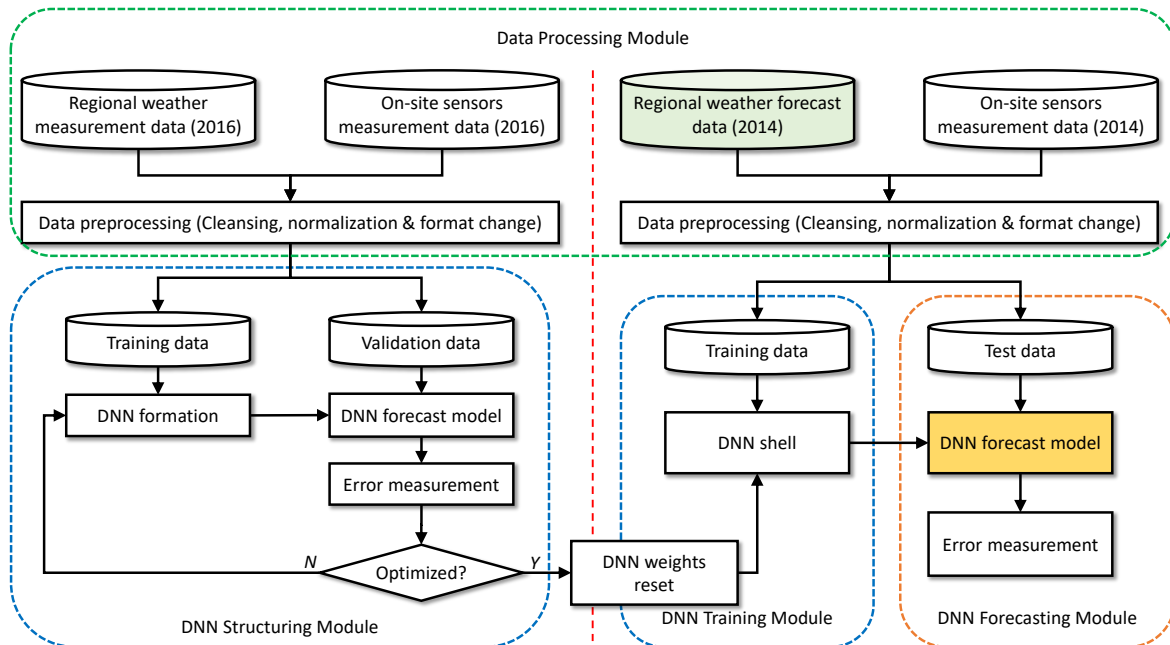 Data Processing Module
Regional weather
measurement data (2016)
On-site sensors
measurement data (2016)
Regional weather forecast
data (2014)
On-site sensors
measurement data (2014)
Data preprocessing (Cleansing, normalization & format change)
Data preprocessing (Cleansing, normalization & format change)
Training data
Validation data
Training data
Test data
DNN formation
DNN forecast model
DNN shell
DNN forecast model
Error measurement
Error measurement
N
Optimized?
Y
DNN weights
reset
DNN Structuring Module
DNN Training Module
DNN Forecasting Module